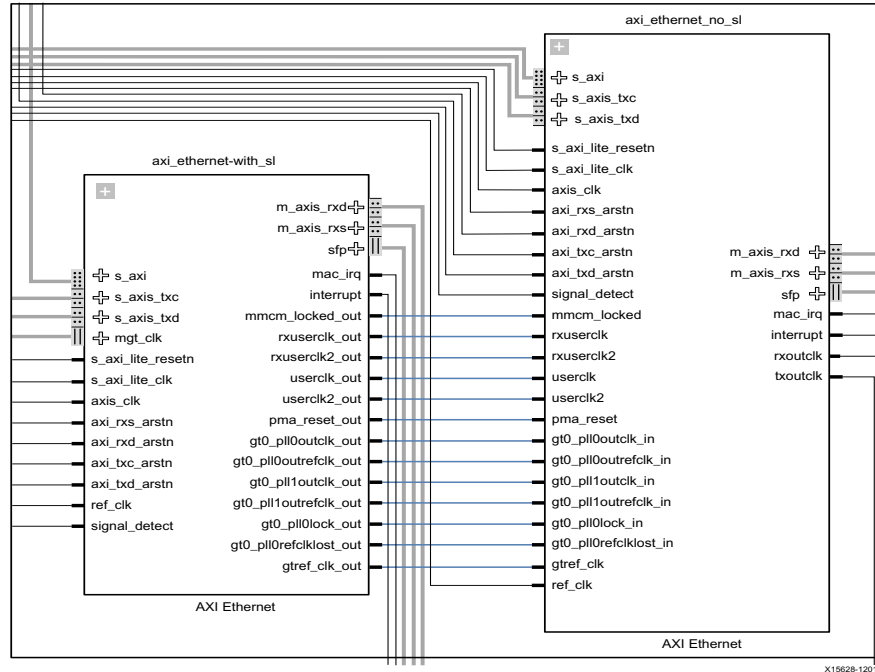 axi_ethernet_no_sl
s_axi
s_axis_txc
s_axis_txd
s_axi_lite_resetn
s_axi_lite_clk
axis_clk
axi_rxs_arstn
axi_rxd_arstn
axi_txc_arstn
axi_txd_arstn
signal_detect
mmcm_locked
rxuserclk
rxuserclk2
userclk
userclk2
pma_reset
gt0_pll0outclk_in
gt0_pll0outrefclk_in
gt0_pll1outclk_in
gt0_pll1outrefclk_in
gt0_pll0lock_in
gt0_pll0refclklost_in
gtref_clk
ref_clk
m_axis_rxd
m_axis_rxs
sfp
mac_irq
interrupt
rxoutclk
txoutclk
AXI Ethernet
axi_ethernet-with_sl
s_axi
s_axis_txc
s_axis_txd
mgt_clk
s_axi_lite_resetn
s_axi_lite_clk
axis_clk
axi_rxs_arstn
axi_rxd_arstn
axi_txc_arstn
axi_txd_arstn
ref_clk
signal_detect
m_axis_rxd
m_axis_rxs
sfp
mac_irq
interrupt
mmcm_locked_out
rxuserclk_out
rxuserclk2_out
userclk_out
userclk2_out
pma_reset_out
gt0_pll0outclk_out
gt0_pll0outrefclk_out
gt0_pll1outclk_out
gt0_pll1outrefclk_out
gt0_pll0lock_out
gt0_pll0refclklost_out
gtref_clk_out
AXI Ethernet